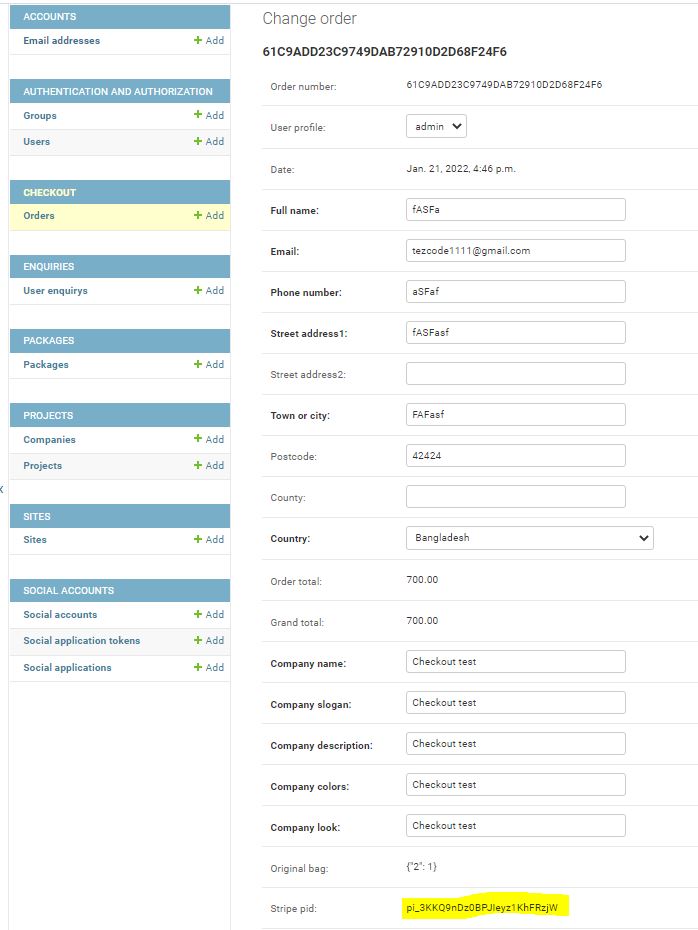 ACCOUNTS
Email addresses + Add
AUTHENTICATION AND AUTHORIZATION
Groups + Add
Users + Add
CHECKOUT
Orders + Add
ENQUIRIES
User enquirys + Add
PACKAGES
Packages + Add
PROJECTS
Companies + Add
Projects + Add
SITES
Sites + Add
SOCIAL ACCOUNTS
Social accounts + Add
Social application tokens + Add
Social applications + Add
Change order
61C9ADD23C9749DAB72910D2D68F24F6
Order number: 61C9ADD23C9749DAB72910D2D68F24F6
User profile: admin
Date: Jan. 21, 2022, 4:46 p.m.
Full name: fASFa
Email: tezcode1111@gmail.com
Phone number: aSFaf
Street address1: fASFasf
Street address2:
Town or city: FAFasf
Postcode: 42424
County:
Country: Bangladesh
Order total: 700.00
Grand total: 700.00
Company name: Checkout test
Company slogan: Checkout test
Company description: Checkout test
Company colors: Checkout test
Company look: Checkout test
Original bag: {"2": 1}
Stripe pid: pi_3KKQ9nDz0BPJIeyz1KhFRzjW